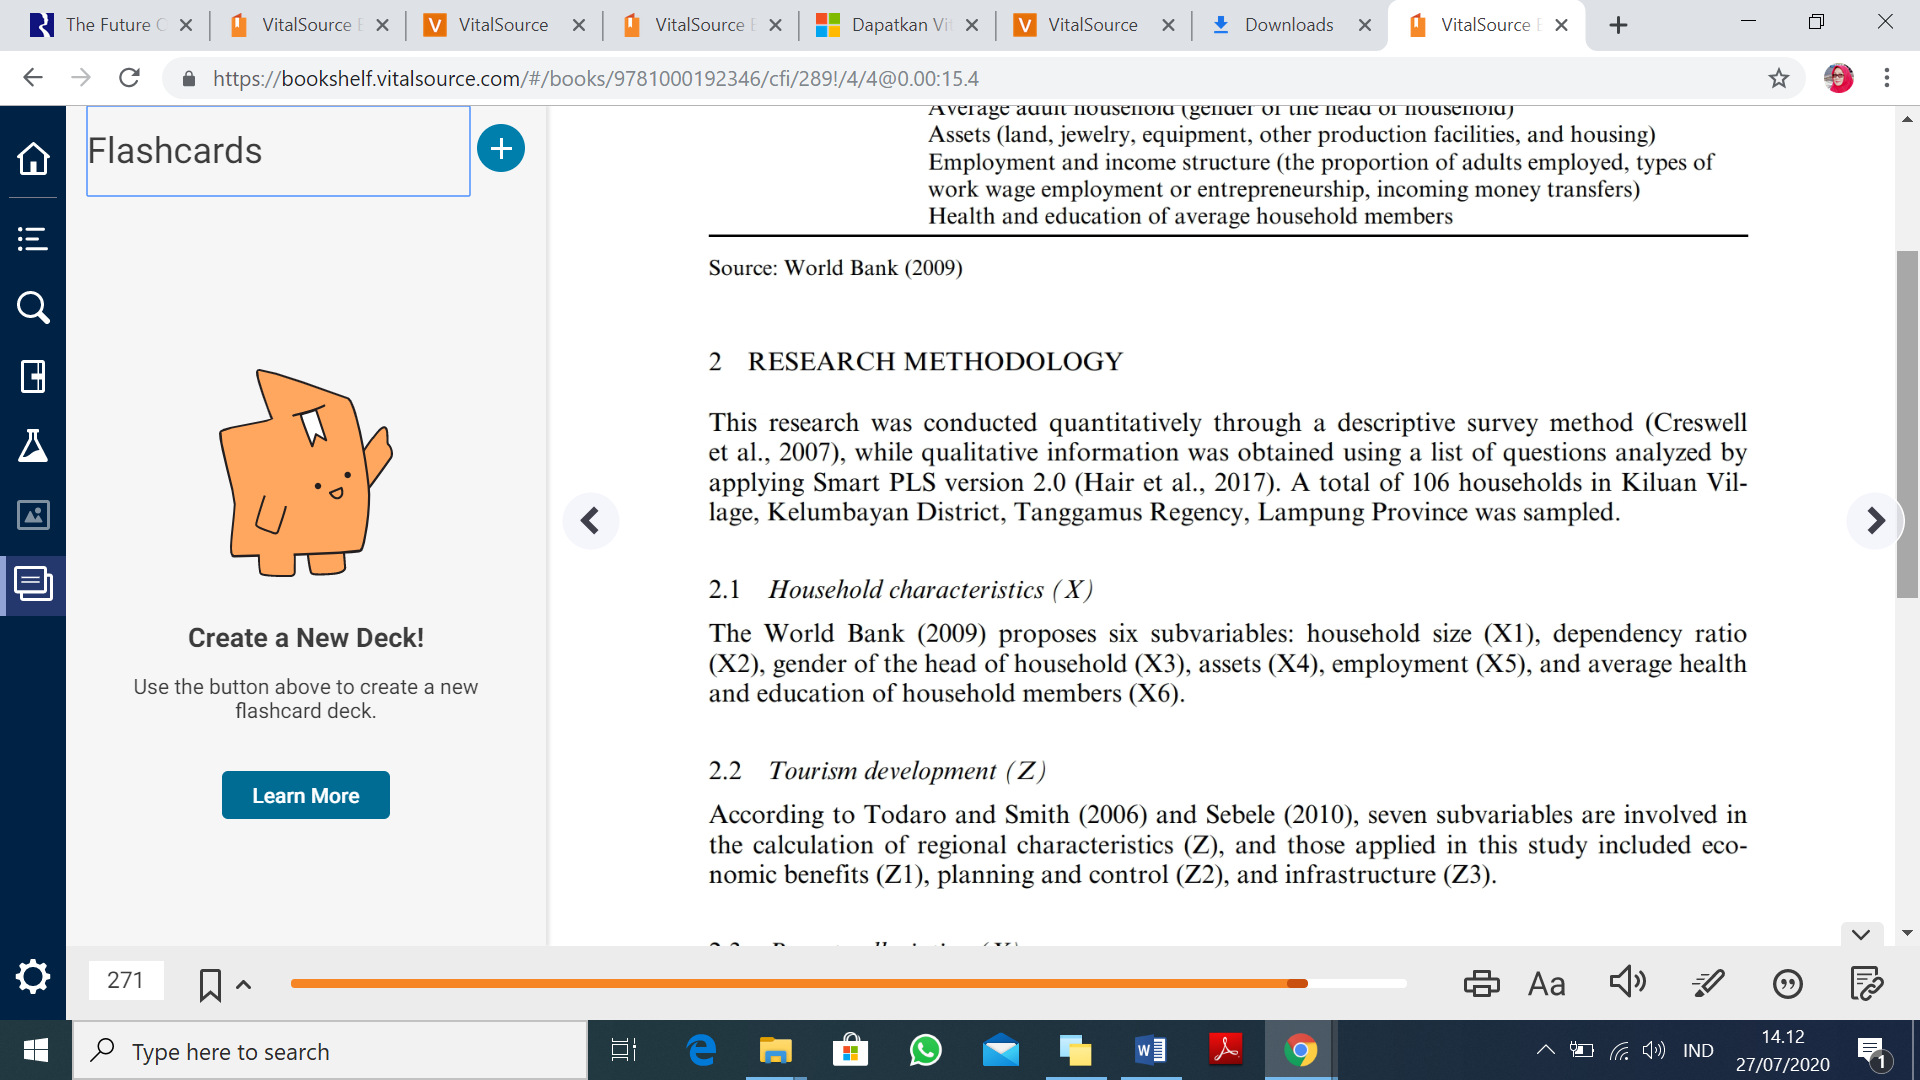 The Future C
VitalSource E
VitalSource
VitalSource E
Dapatkan Vi
VitalSource
Downloads
VitalSource E
https://bookshelf.vitalsource.com/#/books/9781000192346/cfi/289!/4/4@0.00:15.4
Flashcards
Create a New Deck!
Use the button above to create a new
flashcard deck.
Learn More
Average adult household (gender of the head of household)
Assets (land, jewelry, equipment, other production facilities, and housing)
Employment and income structure (the proportion of adults employed, types of
work wage employment or entrepreneurship, incoming money transfers)
Health and education of average household members
Source: World Bank (2009)
2 RESEARCH METHODOLOGY
This research was conducted quantitatively through a descriptive survey method (Creswell
et al., 2007), while qualitative information was obtained using a list of questions analyzed by
applying Smart PLS version 2.0 (Hair et al., 2017). A total of 106 households in Kiluan Vil-
lage, Kelumbayan District, Tanggamus Regency, Lampung Province was sampled.
2.1 Household characteristics (X)
The World Bank (2009) proposes six subvariables: household size (X1), dependency ratio
(X2), gender of the head of household (X3), assets (X4), employment (X5), and average health
and education of household members (X6).
2.2 Tourism development (Z)
According to Todaro and Smith (2006) and Sebele (2010), seven subvariables are involved in
the calculation of regional characteristics (Z), and those applied in this study included eco-
nomic benefits (Z1), planning and control (Z2), and infrastructure (Z3).
271
Aa
Type here to search
IND
14.12
27/07/2020
1